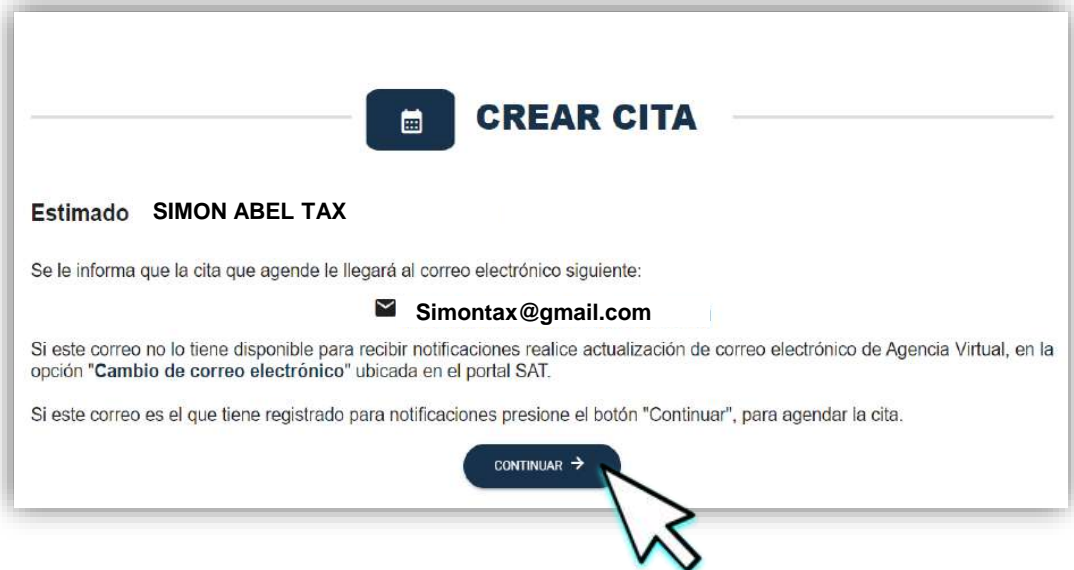 CREAR CITA
Estimado SIMON ABEL TAX
Se le informa que la cita que agende le llegará al correo electrónico siguiente:
Simontax@gmail.com
Si este correo no lo tiene disponible para recibir notificaciones realice actualización de correo electrónico de Agencia Virtual, en la
opción "Cambio de correo electrónico" ubicada en el portal SAT.
Si este correo es el que tiene registrado para notificaciones presione el botón "Continuar", para agendar la cita.
CONTINUAR →